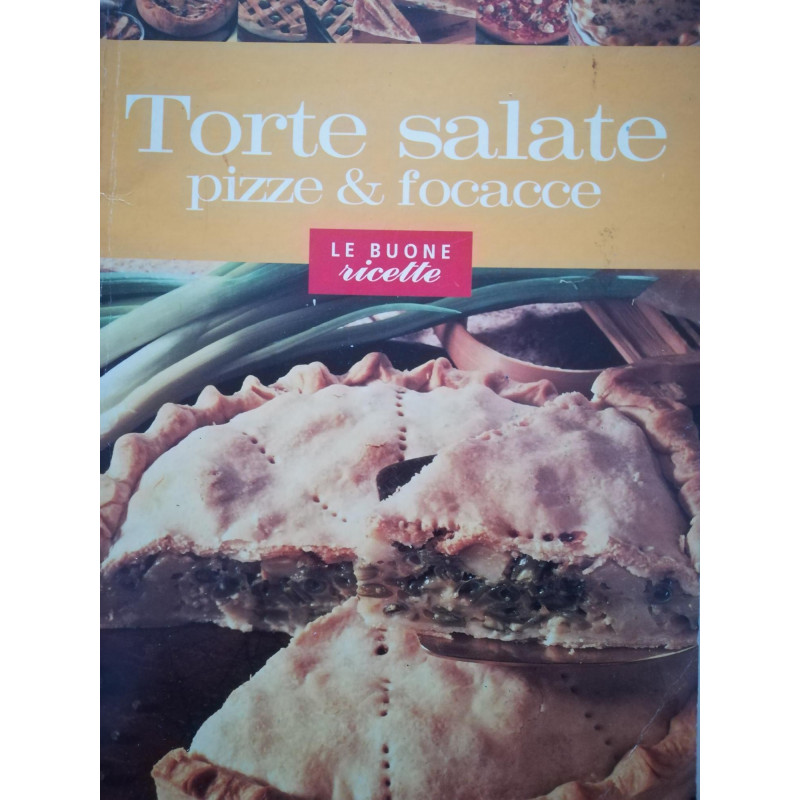 Torte salate
pizze & focacce
LE BUONE
ricette